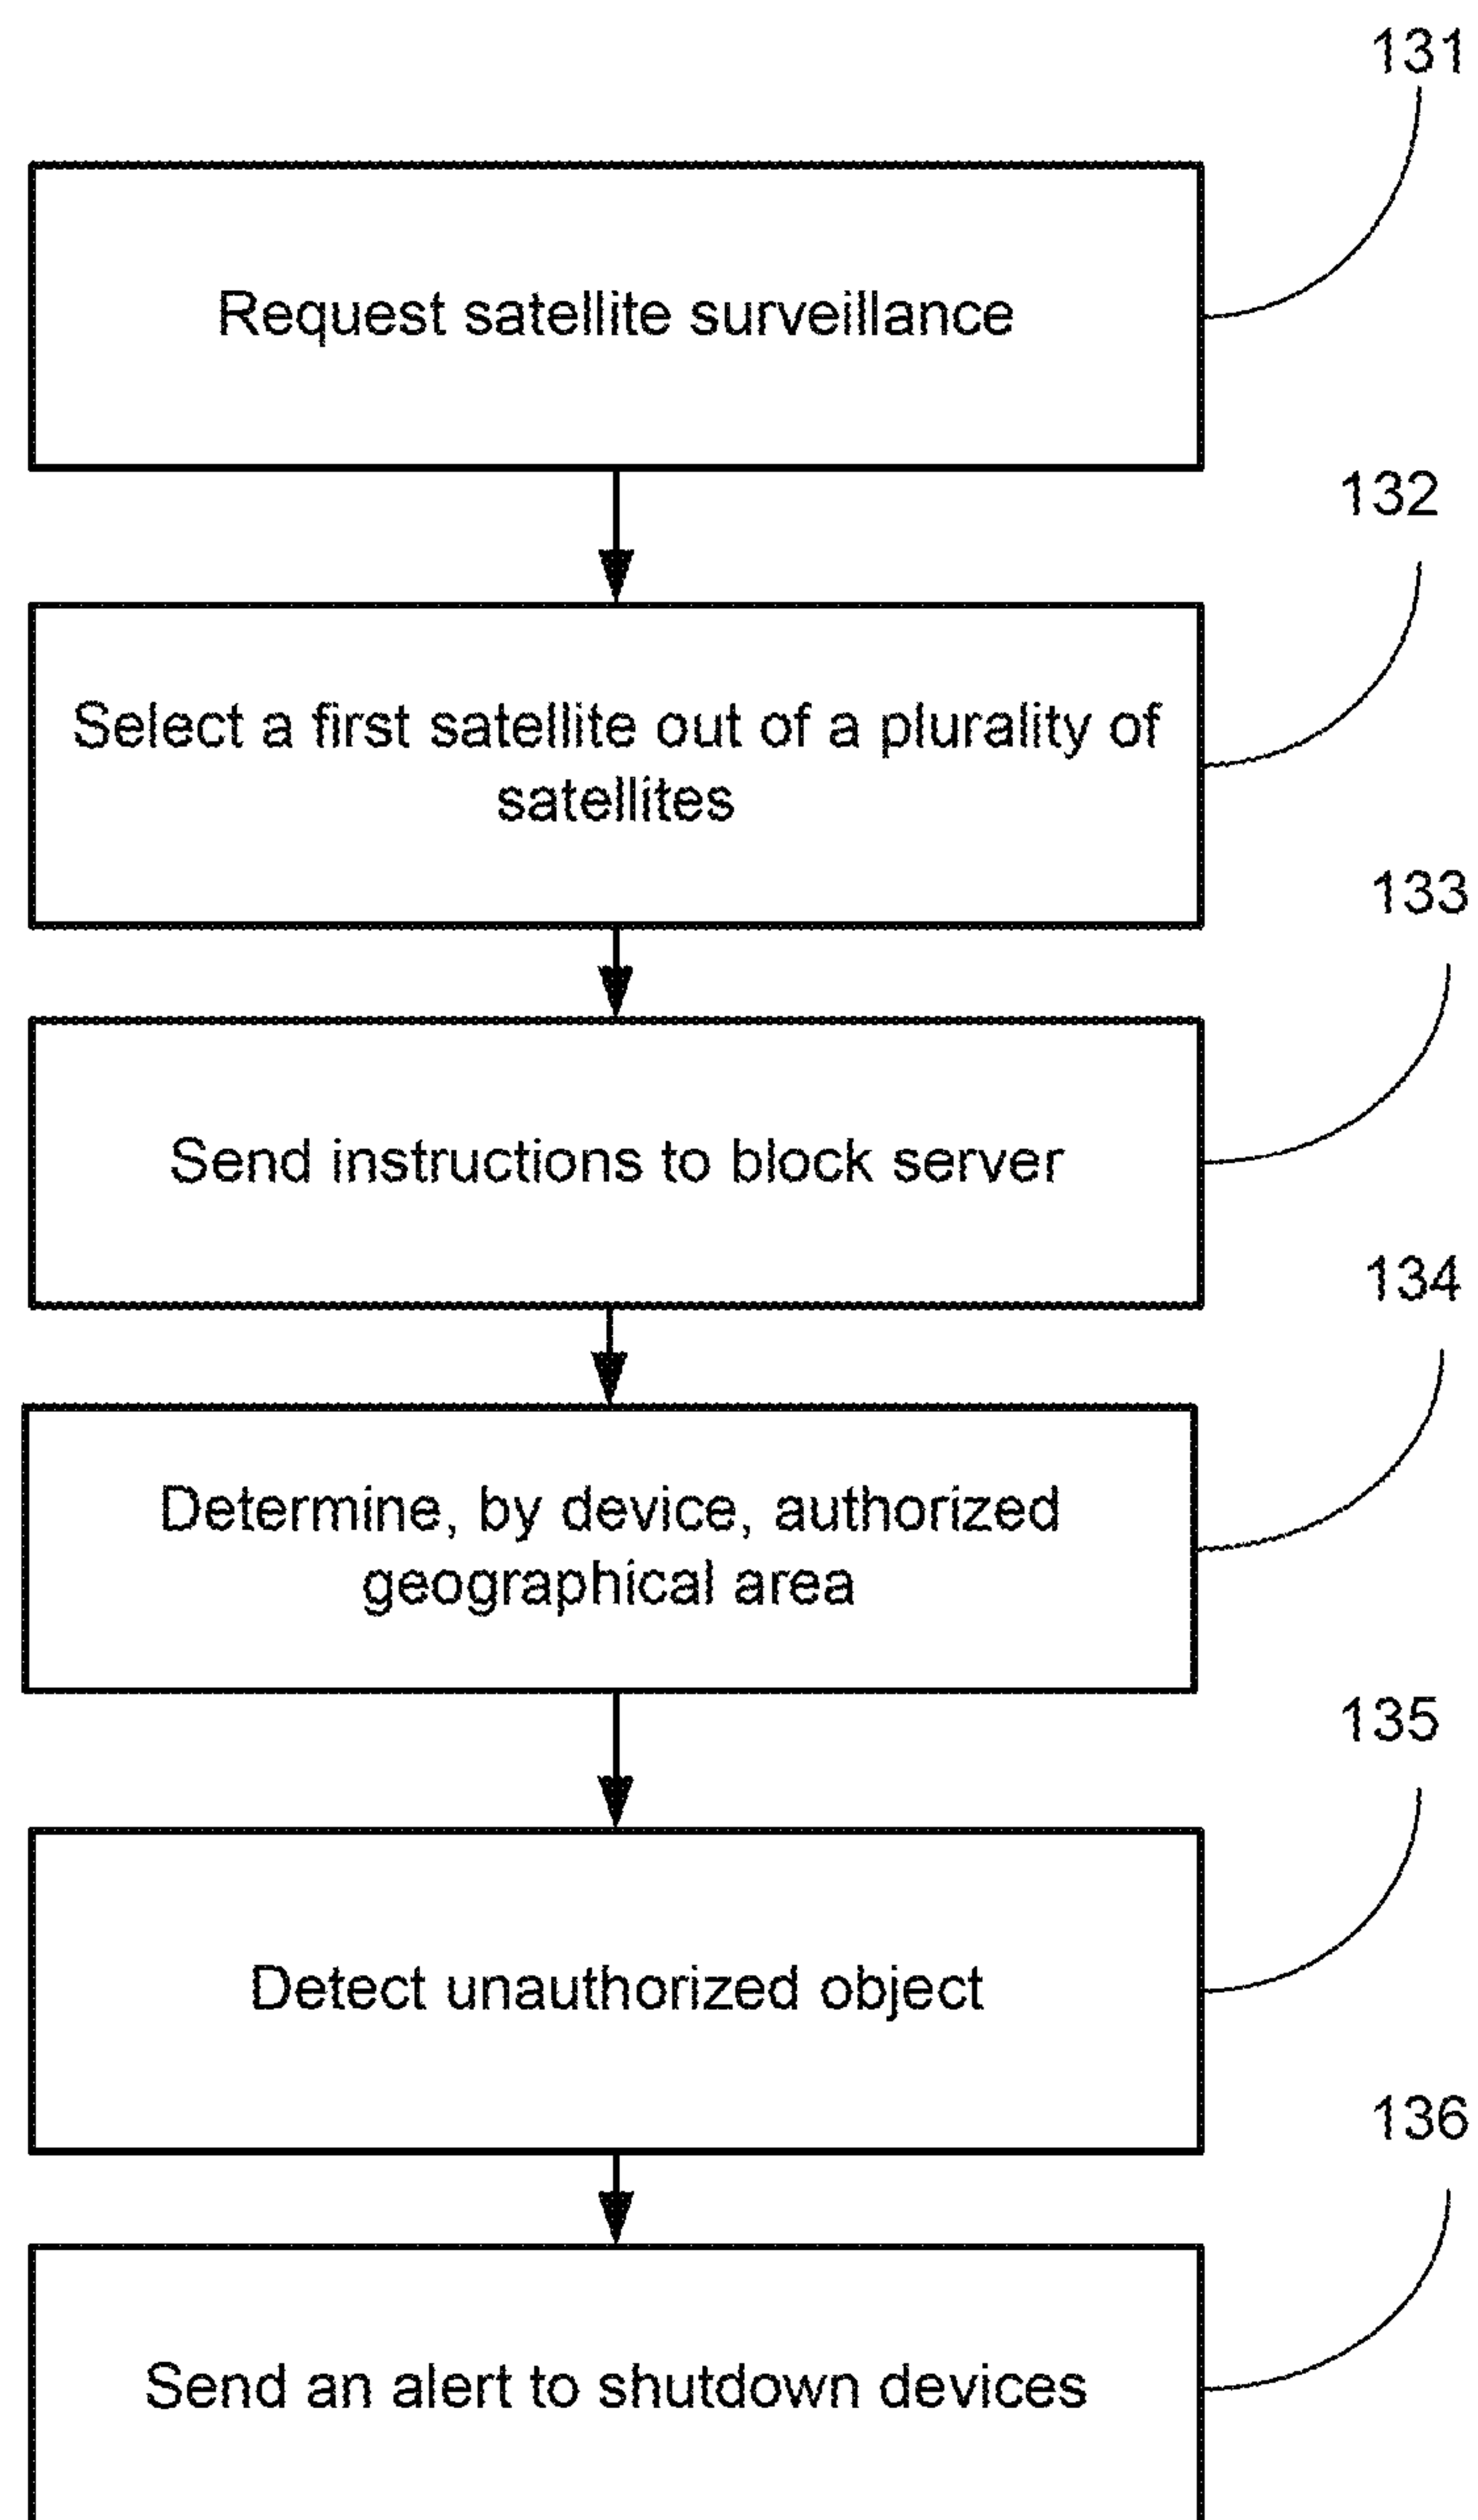 131
Request satellite surveillance
132
Select a first satellite out of a plurality of
satellites
133
Send instructions to block server
134
Determine, by device, authorized
geographical area
135
Detect unauthorized object
136
Send an alert to shutdown devices